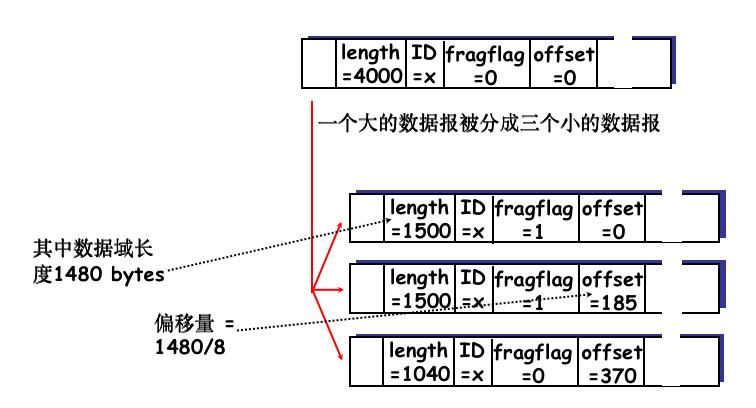 length ID fragflag offset
=4000 =x =0 =0
一个大的数据报被分成三个小的数据报
length ID fragflag offset
=1500 =x =1 =0
其中数据域长
度1480 bytes
length ID fragflag offset
=1500 =x =1 =185
偏移量 =
1480/8
length ID fragflag offset
=1040 =x =0 =370